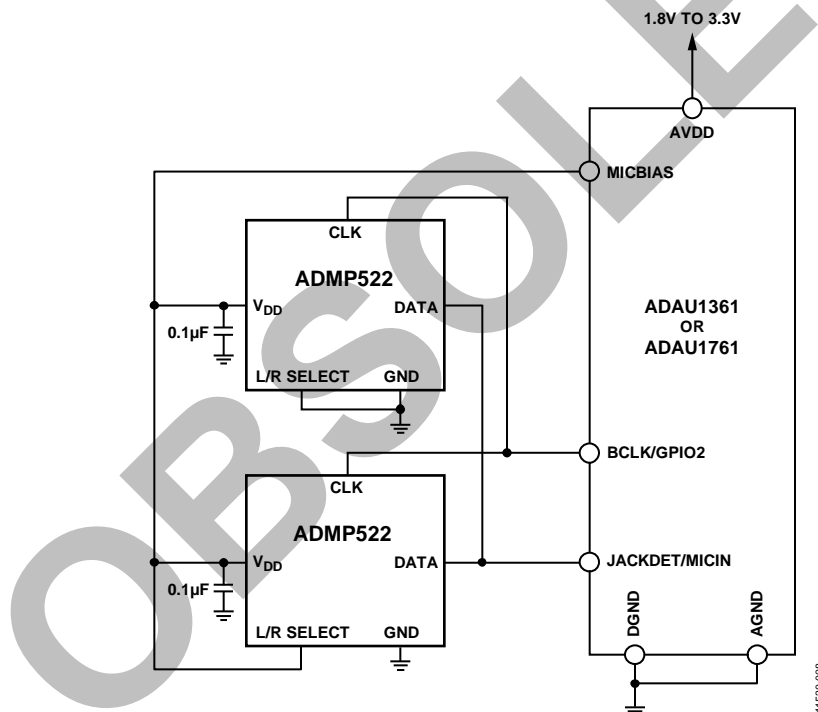 1.8V TO 3.3V
AVDD
MICBIAS
CLK
ADMP522
VDD
DATA
0.1µF
L/R SELECT
GND
ADAU1361
OR
ADAU1761
BCLK/GPIO2
CLK
ADMP522
VDD
DATA
JACKDET/MICIN
0.1µF
L/R SELECT
GND
DGND
AGND
OBSOLE